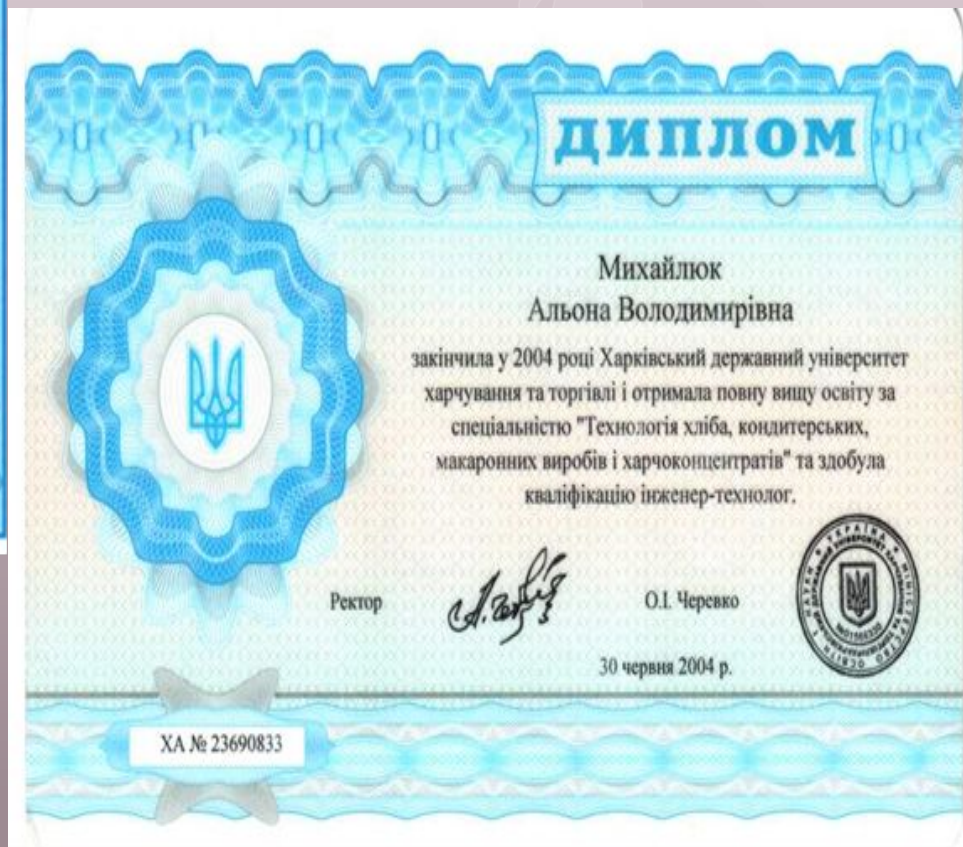 ДИПЛОМ
Михайлюк
Альона Володимирівна
закінчила у 2004 році Харківський державний університет
харчування та торгівлі і отримала повну вищу освіту за
спеціальністю "Технологія хліба, кондитерських,
макаронних виробів і харчоконцентратів" та здобула
кваліфікацію інженер-технолог.
Ректор О.І. Черевко
30 червня 2004 р.
ХА № 23690833